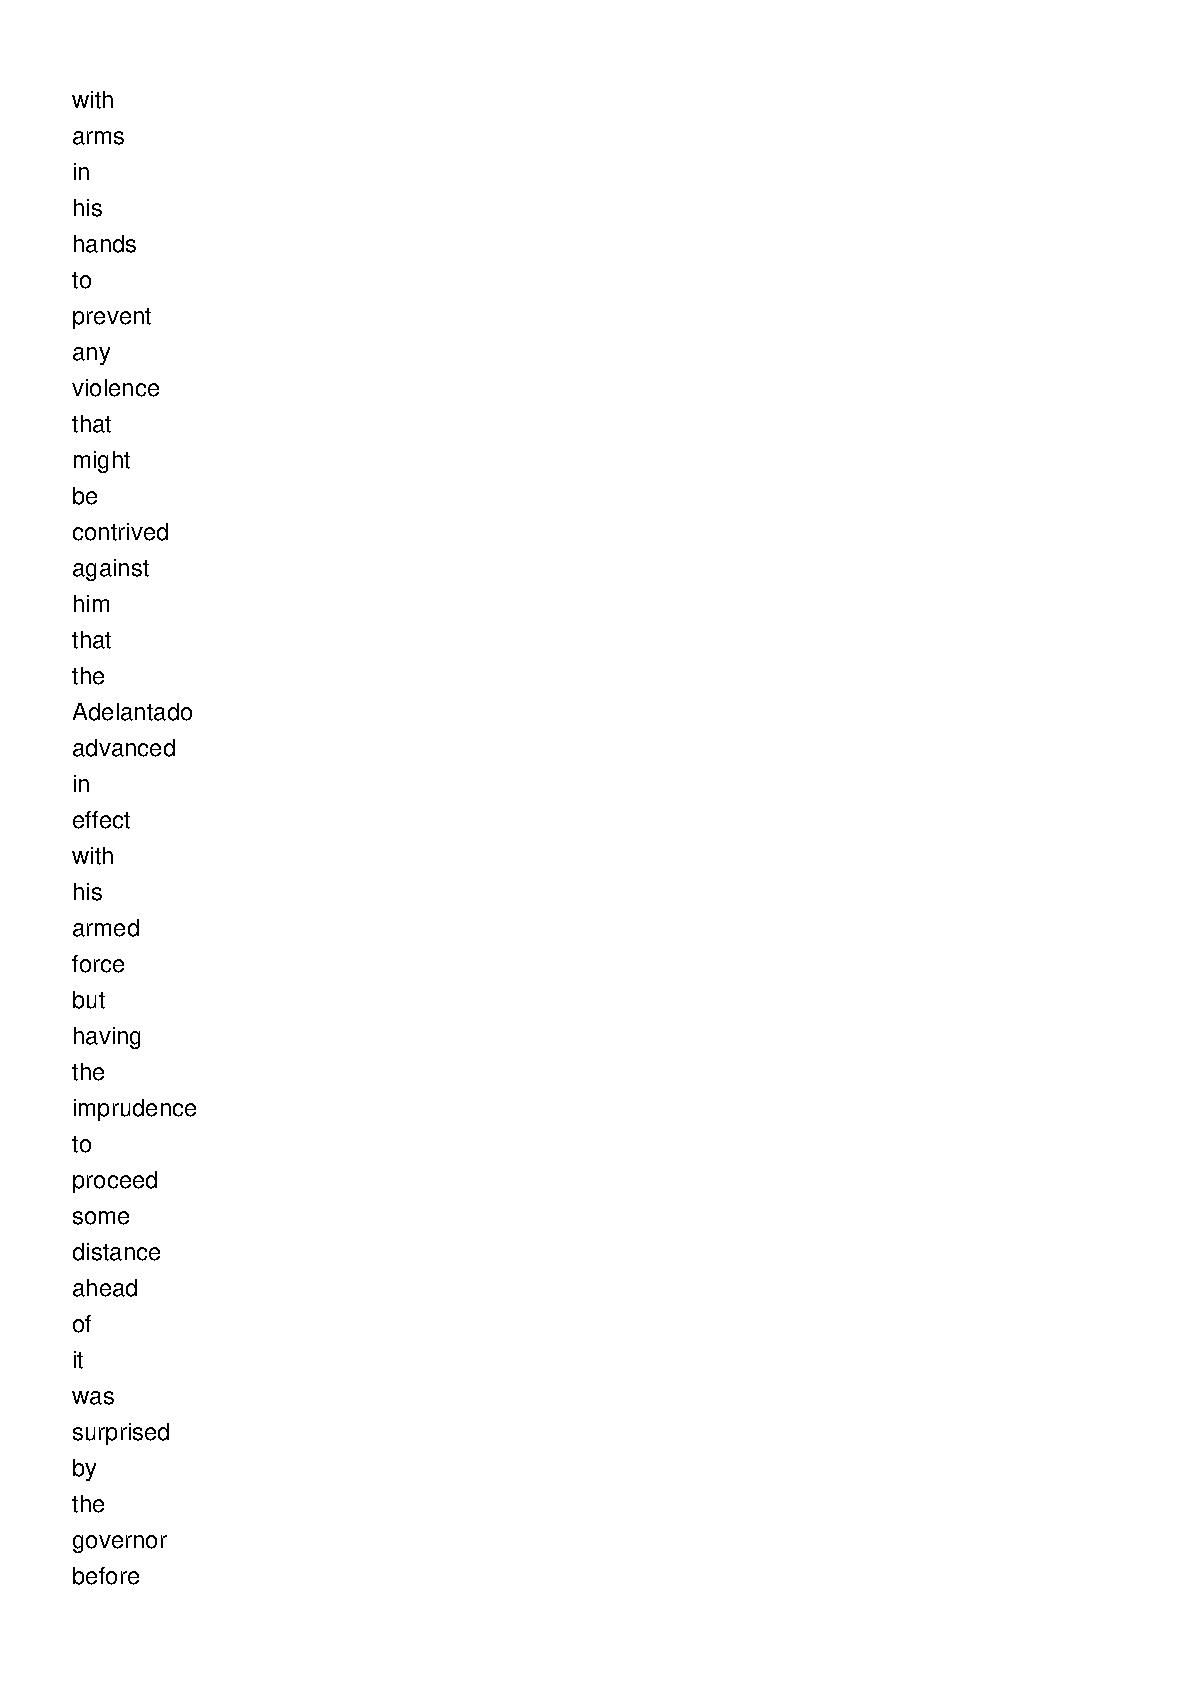 with
arms
in
his
hands
to
prevent
any
violence
that
might
be
contrived
against
him
that
the
Adelantado
advanced
in
effect
with
his
armed
force
but
having
the
imprudence
to
proceed
some
distance
ahead
of
it
was
surprised
by
the
governor
before